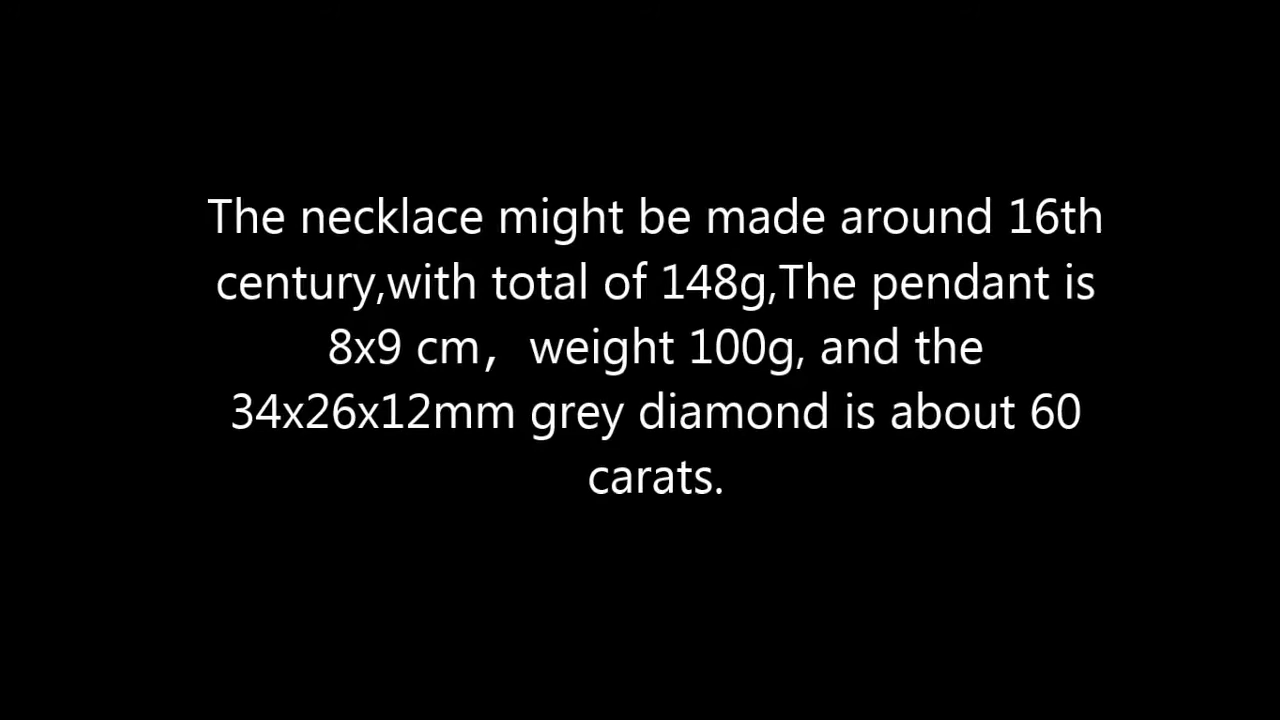 The necklace might be made around 16th
century,with total of 148g,The pendant is
8x9 cm，weight 100g, and the
34x26x12mm grey diamond is about 60
carats.